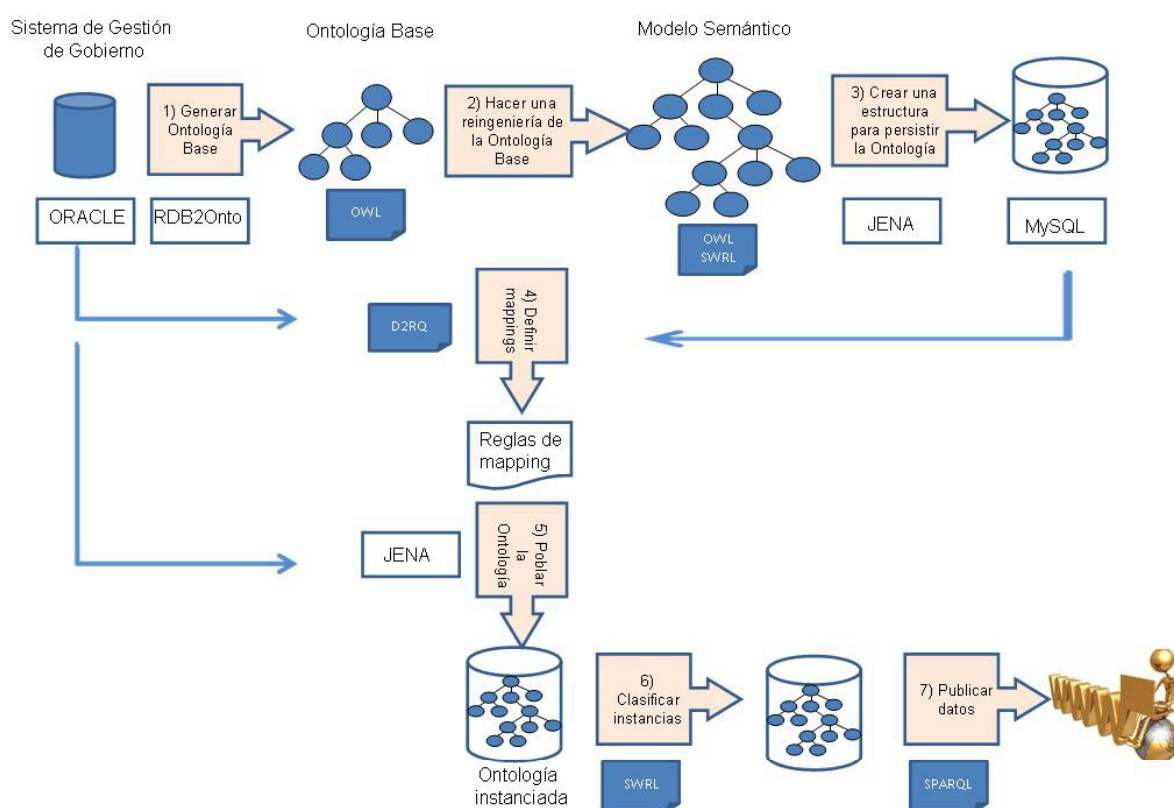 Sistema de Gestión
de Gobierno
Ontología Base
Modelo Semántico
1) Generar
Ontología
Base
2) Hacer una
reingeniería de
la Ontología
Base
3) Crear una
estructura
para persistir
la Ontología
ORACLE
RDB2Onto
OWL
OWL
SWRL
JENA
MySQL
D2RQ
4) Definir
mappings
Reglas de
mapping
JENA
5) Poblar
la
Ontología
Ontología
instanciada
6)
Clasificar
instancias
SWRL
7) Publicar
datos
SPARQL
WWW